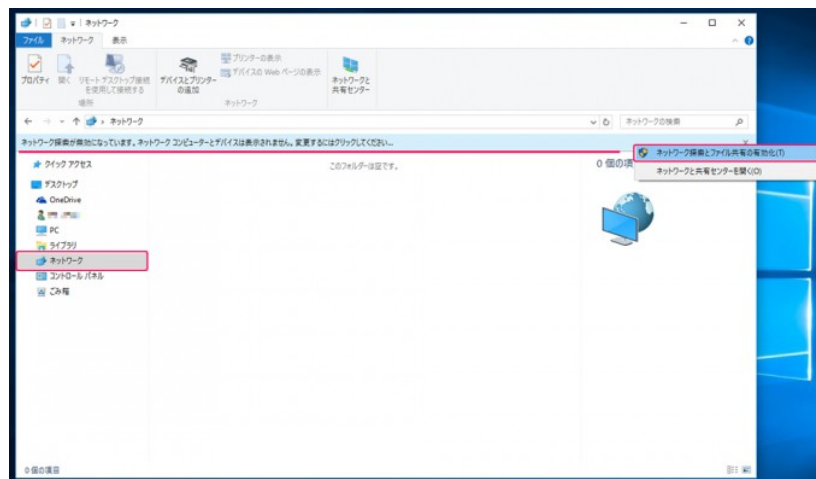 ネットワーク
ファイル ネットワーク 表示
プロパティ 開く リモート デスクトップ接続を使用して接続する
デバイスとプリンターの追加
プリンターの表示
デバイスの Web ページの表示
ネットワークと共有センター
場所 ネットワーク
ネットワーク
ネットワークの検索
ネットワーク探索が無効になっています。ネットワーク コンピューターとデバイスは表示されません。変更するにはクリックしてください...
ネットワーク探索とファイル共有の有効化(T)
ネットワークと共有センターを開く(O)
クイック アクセス
このフォルダーは空です。
0 個の項
デスクトップ
OneDrive
PC
ライブラリ
ネットワーク
コントロール パネル
ごみ箱
0 個の項目